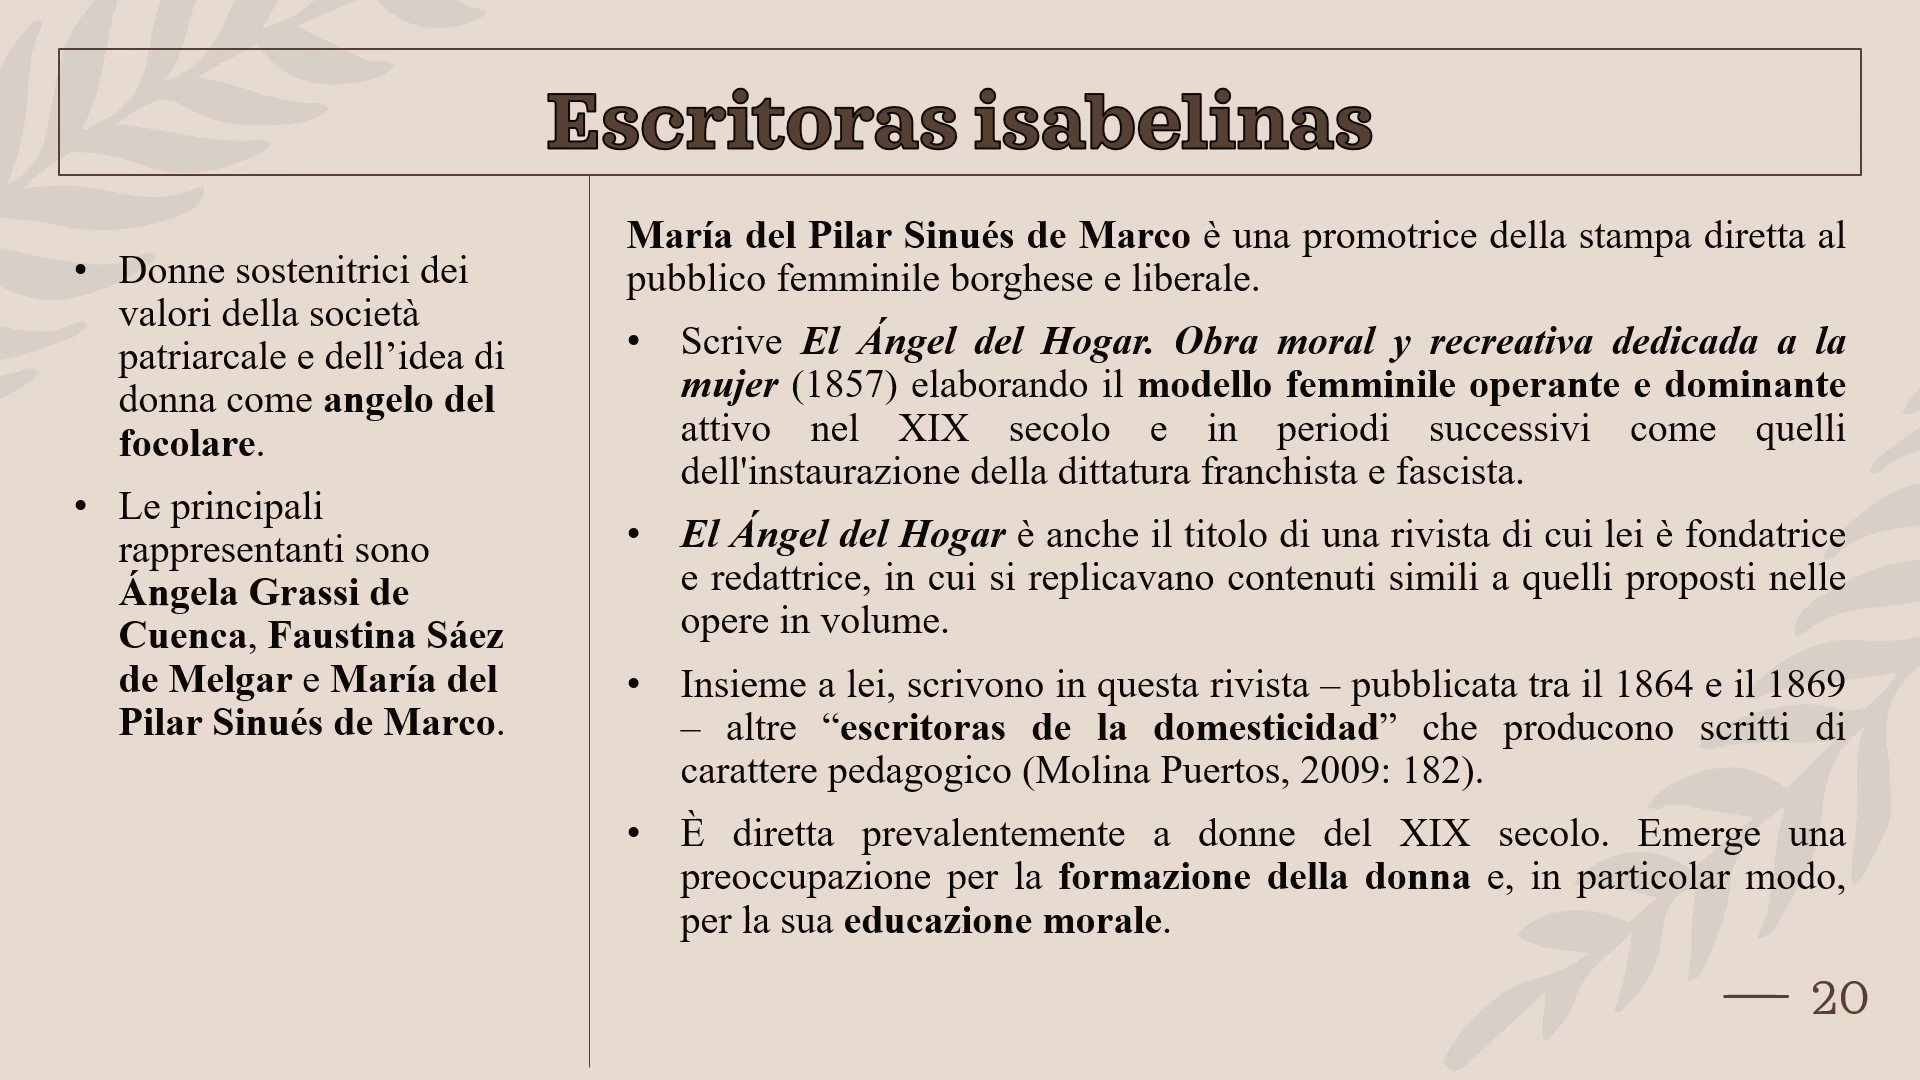 Escritoras isabelinas
• Donne sostenitrici dei
valori della società
patriarcale e dell’idea di
donna come angelo del
focolare.
• Le principali
rappresentanti sono
Ángela Grassi de
Cuenca, Faustina Sáez
de Melgar e María del
Pilar Sinués de Marco.
María del Pilar Sinués de Marco è una promotrice della stampa diretta al
pubblico femminile borghese e liberale.
• Scrive El Ángel del Hogar. Obra moral y recreativa dedicada a la
mujer (1857) elaborando il modello femminile operante e dominante
attivo nel XIX secolo e in periodi successivi come quelli
dell'instaurazione della dittatura franchista e fascista.
• El Ángel del Hogar è anche il titolo di una rivista di cui lei è fondatrice
e redattrice, in cui si replicavano contenuti simili a quelli proposti nelle
opere in volume.
• Insieme a lei, scrivono in questa rivista – pubblicata tra il 1864 e il 1869
– altre “escritoras de la domesticidad” che producono scritti di
carattere pedagogico (Molina Puertos, 2009: 182).
• È diretta prevalentemente a donne del XIX secolo. Emerge una
preoccupazione per la formazione della donna e, in particolar modo,
per la sua educazione morale.
20